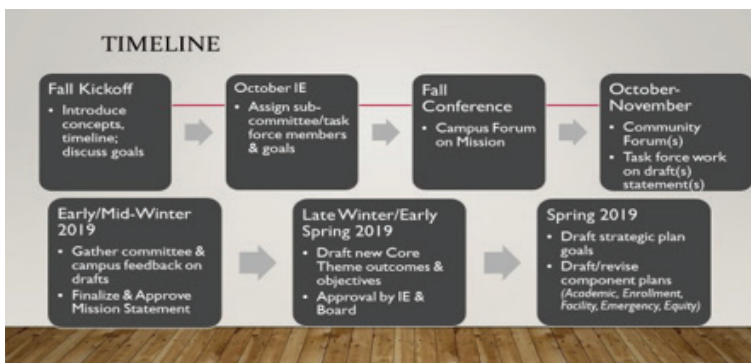 TIMELINE
Fall Kickoff
• Introduce
concepts,
timeline;
discuss goals
October IE
• Assign sub-
committee/task
force members
& goals
Fall
Conference
• Campus Forum
on Mission
October-
November
• Community
Forum(s)
• Task force work
on draft(s)
statement(s)
Early/Mid-Winter
2019
• Gather committee &
campus feedback on
drafts
• Finalize & Approve
Mission Statement
Late Winter/Early
Spring 2019
• Draft new Core
Theme outcomes &
objectives
• Approval by IE &
Board
Spring 2019
• Draft strategic plan
goals
• Draft/revise
component plans
(Academic, Enrollment,
Facility, Emergency, Equity)